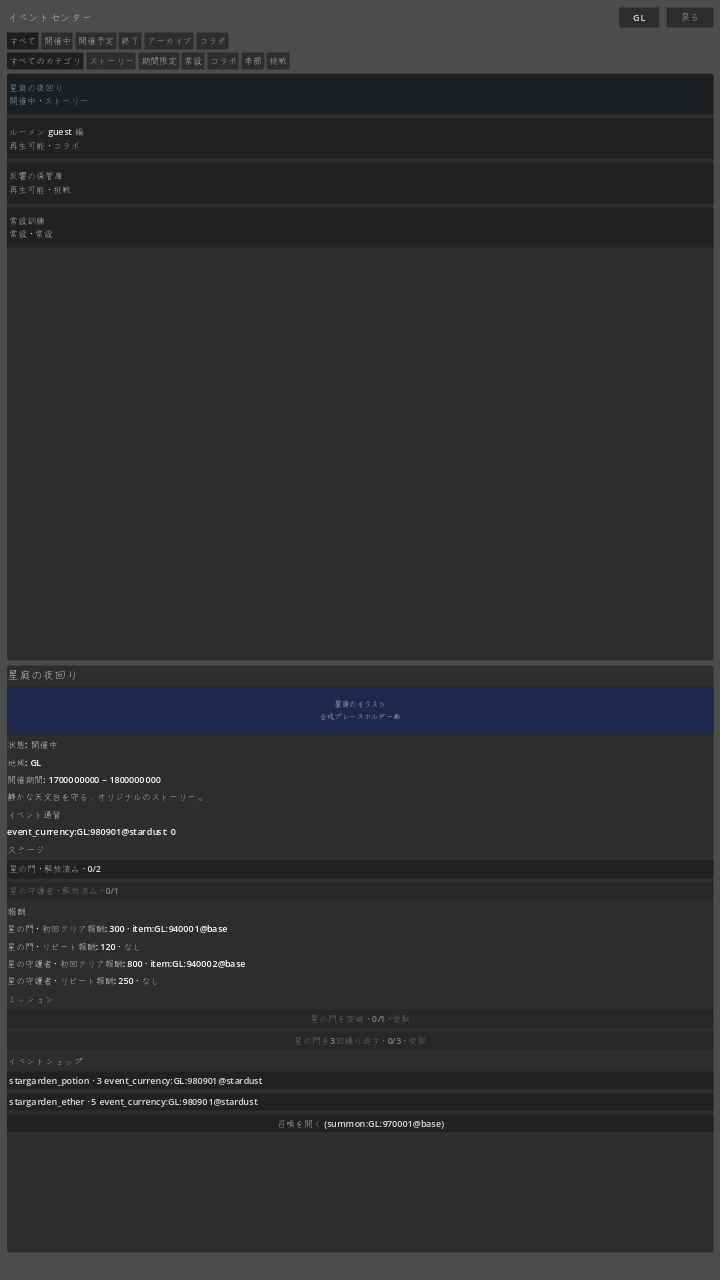 イベントセンター GL 戻る
すべて 開催中 開催予定 終了 アーカイブ コラボ
すべてのカテゴリ ストーリー 期間限定 常設 コラボ 季節 挑戦
星庭の夜回り
開催中・ストーリー
ルーメン guest 編
再生可能・コラボ
反響の保管庫
再生可能・挑戦
常設訓練
常設・常設
星庭の夜回り
星庭のイラスト
合成プレースホルダー画
状態: 開催中
地域: GL
開催期間: 1700000000 – 1800000000
静かな天文台を守る、オリジナルのストーリー。
イベント通貨
event_currency:GL:980901@stardust: 0
ステージ
星の門・解放済み・0/2
星の守護者・解放済み・0/1
報酬
星の門・初回クリア報酬: 300・item:GL:940001@base
星の門・リピート報酬: 120・なし
星の守護者・初回クリア報酬: 800・item:GL:940002@base
星の守護者・リピート報酬: 250・なし
ミッション
星の門を突破・0/1・受取
星の門を3回繰り返す・0/3・受取
イベントショップ
stargarden_potion · 3 event_currency:GL:980901@stardust
stargarden_ether · 5 event_currency:GL:980901@stardust
召喚を開く (summon:GL:970001@base)